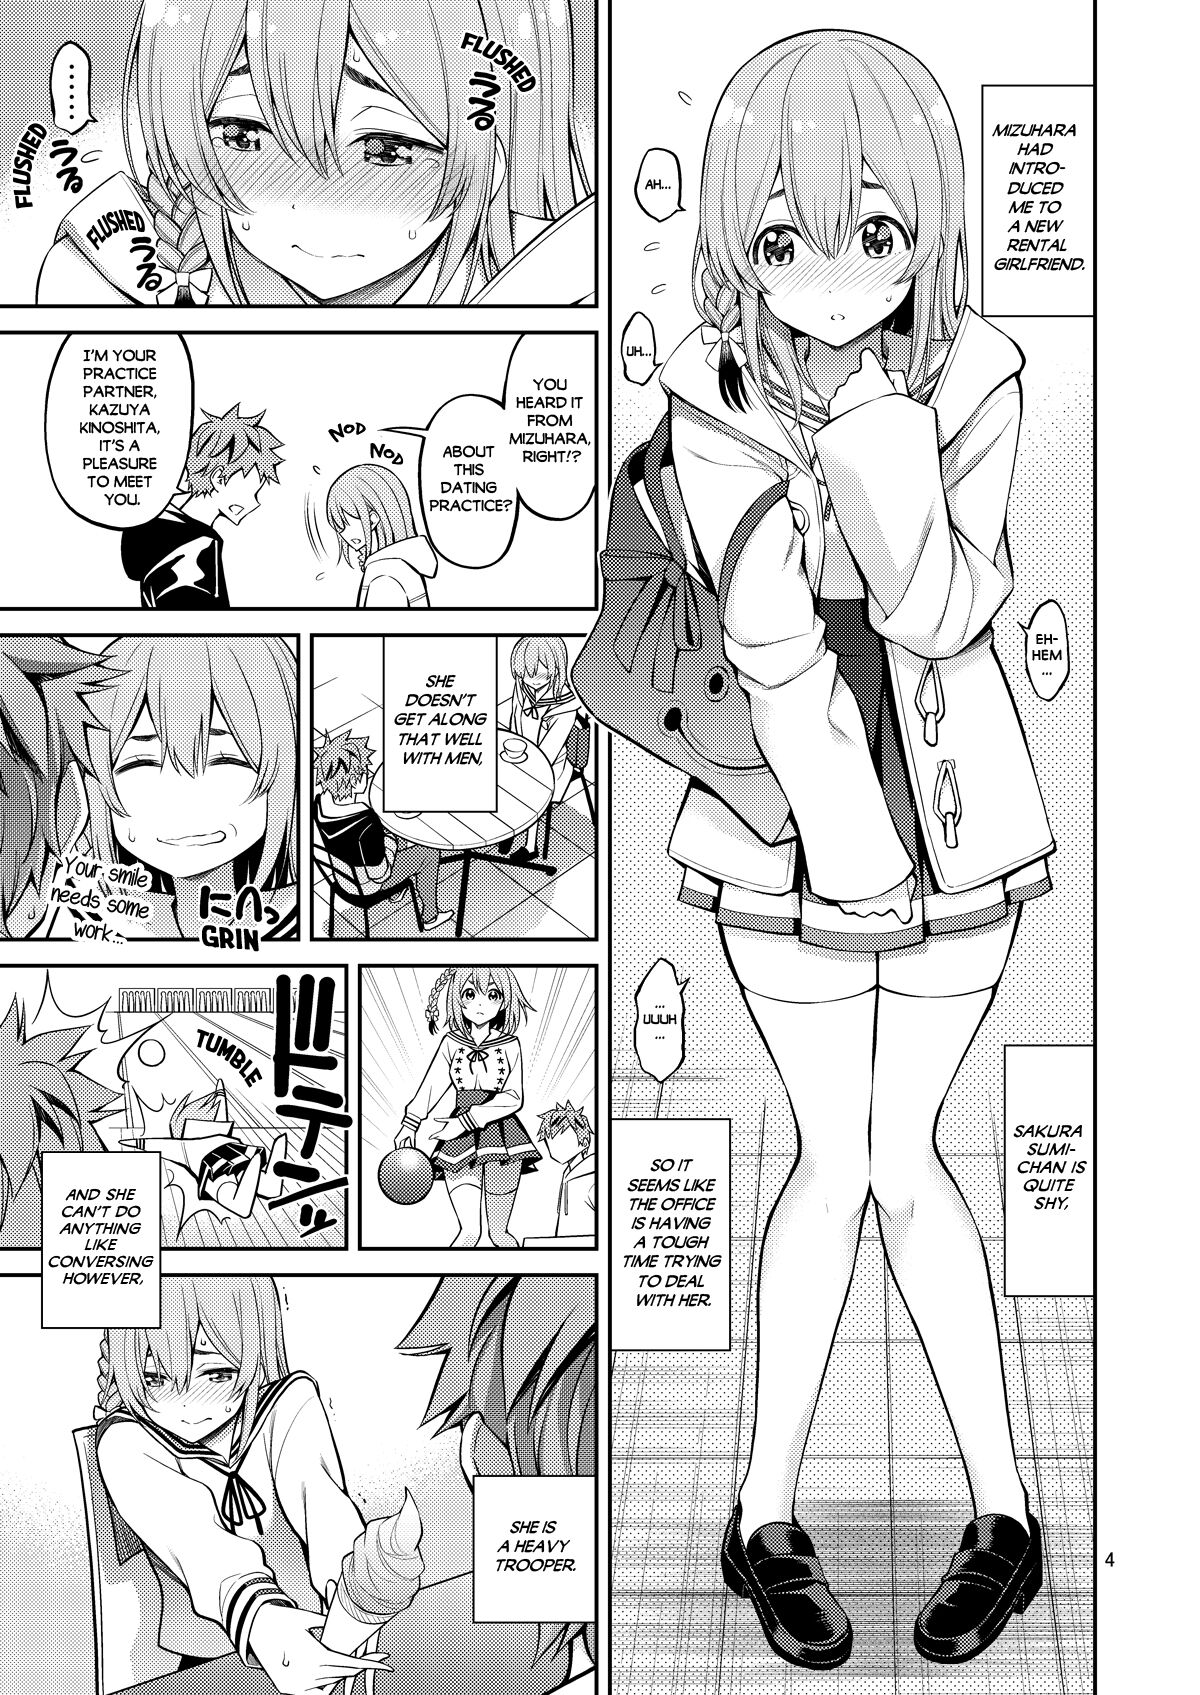 MIZUHARA
HAD
INTRO-
DUCED
ME TO
A NEW
RENTAL
GIRLFRIEND.
AH...
UH...
EH-
HEM
...
...
UUUH
...
SAKURA
SUMI-
CHAN IS
QUITE
SHY,
SO IT
SEEMS LIKE
THE OFFICE
IS HAVING
A TOUGH
TIME TRYING
TO DEAL
WITH HER.
FLUSHED
うる
......
FLUSHED
うる
FLUSHED
うる
YOU
HEARD IT
FROM
MIZUHARA,
RIGHT!?
ABOUT
THIS
DATING
PRACTICE?
NOD
NOD
I'M YOUR
PRACTICE
PARTNER,
KAZUYA
KINOSHITA,
IT'S A
PLEASURE
TO MEET
YOU.
SHE
DOESN'T
GET ALONG
THAT WELL
WITH MEN,
Your smile
needs some
work...
にへっ
GRIN
TUMBLE
ドテーンッ
AND SHE
CAN'T DO
ANYTHING
LIKE
CONVERSING
HOWEVER,
SHE IS
A HEAVY
TROOPER.
4